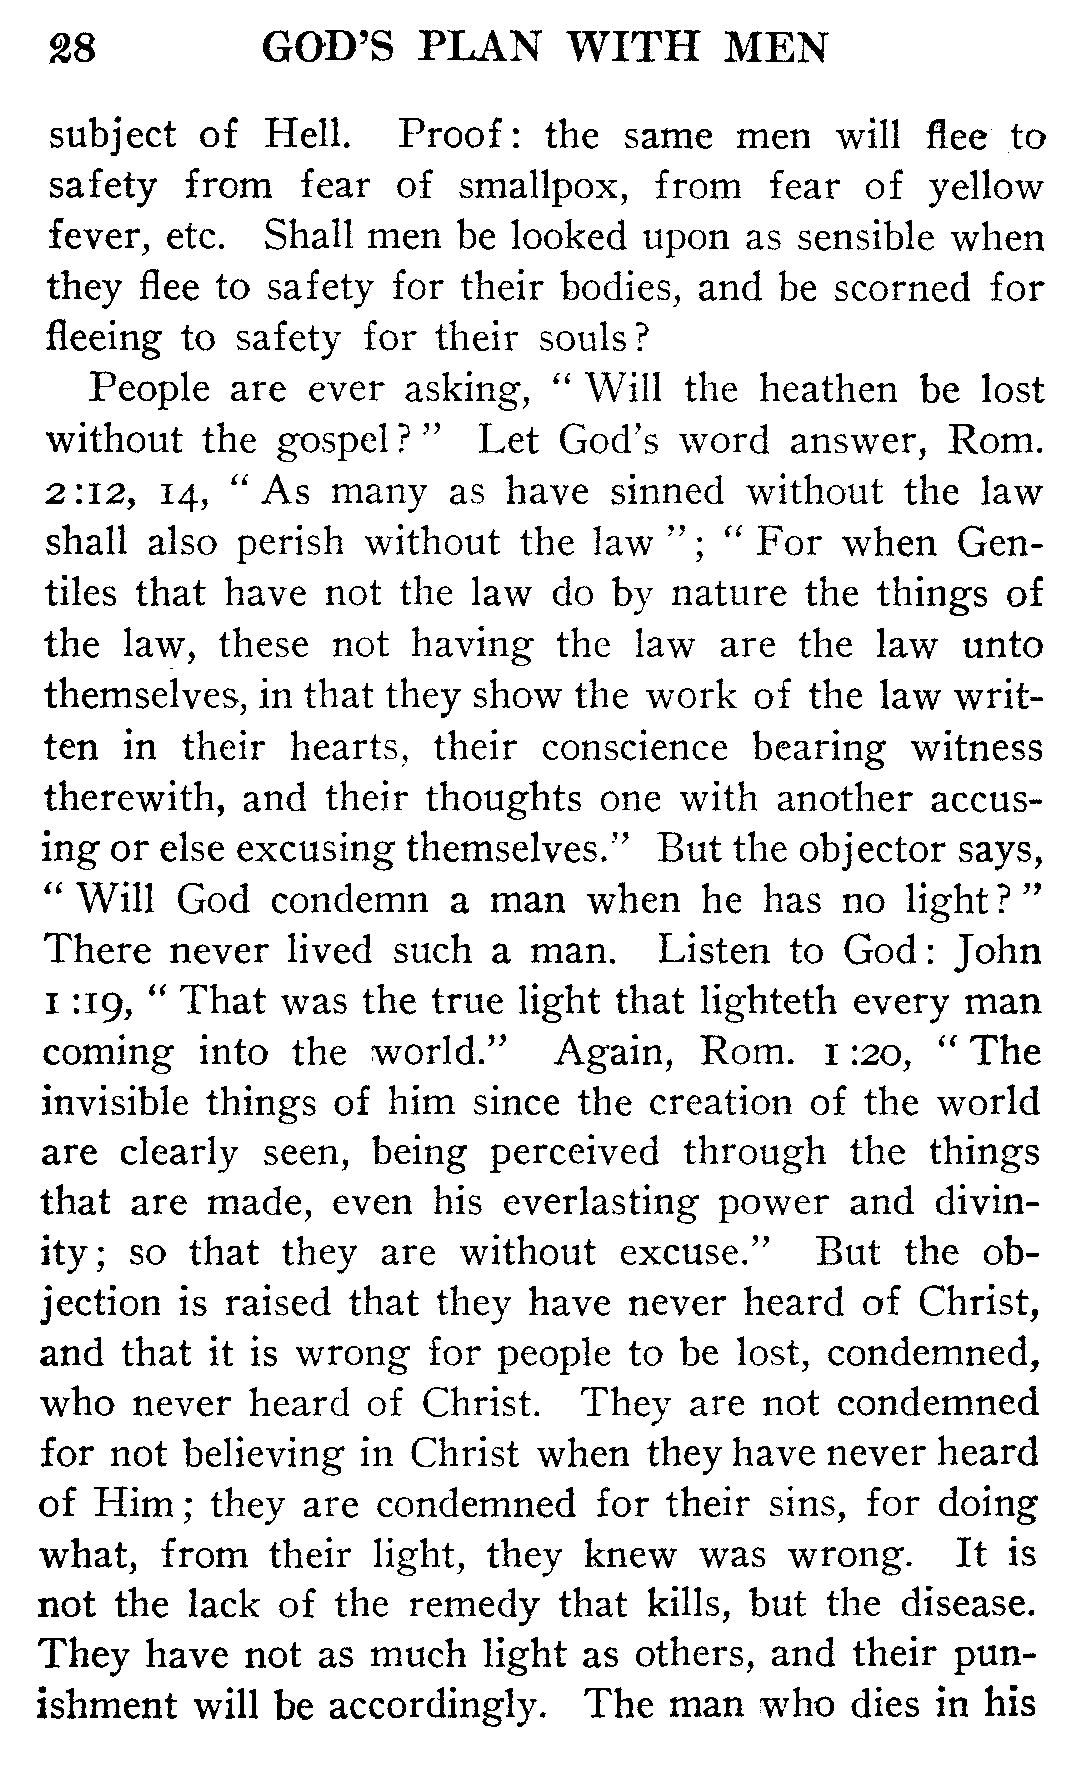 28 GOD'S PLAN WITH MEN
subject of Hell. Proof: the same men will flee to
safety from fear of smallpox, from fear of yellow
fever, etc. Shall men be looked upon as sensible when
they flee to safety for their bodies, and be scorned for
fleeing to safety for their souls?
People are ever asking, "Will the heathen be lost
without the gospel?" Let God's word answer, Rom.
2:12, 14, "As many as have sinned without the law
shall also perish without the law"; "For when Gen-
tiles that have not the law do by nature the things of
the law, these not having the law are the law unto
themselves, in that they show the work of the law writ-
ten in their hearts, their conscience bearing witness
therewith, and their thoughts one with another accus-
ing or else excusing themselves." But the objector says,
"Will God condemn a man when he has no light?"
There never lived such a man. Listen to God: John
1:19, "That was the true light that lighteth every man
coming into the world." Again, Rom. 1:20, "The
invisible things of him since the creation of the world
are clearly seen, being perceived through the things
that are made, even his everlasting power and divin-
ity; so that they are without excuse." But the ob-
jection is raised that they have never heard of Christ,
and that it is wrong for people to be lost, condemned,
who never heard of Christ. They are not condemned
for not believing in Christ when they have never heard
of Him; they are condemned for their sins, for doing
what, from their light, they knew was wrong. It is
not the lack of the remedy that kills, but the disease.
They have not as much light as others, and their pun-
ishment will be accordingly. The man who dies in his